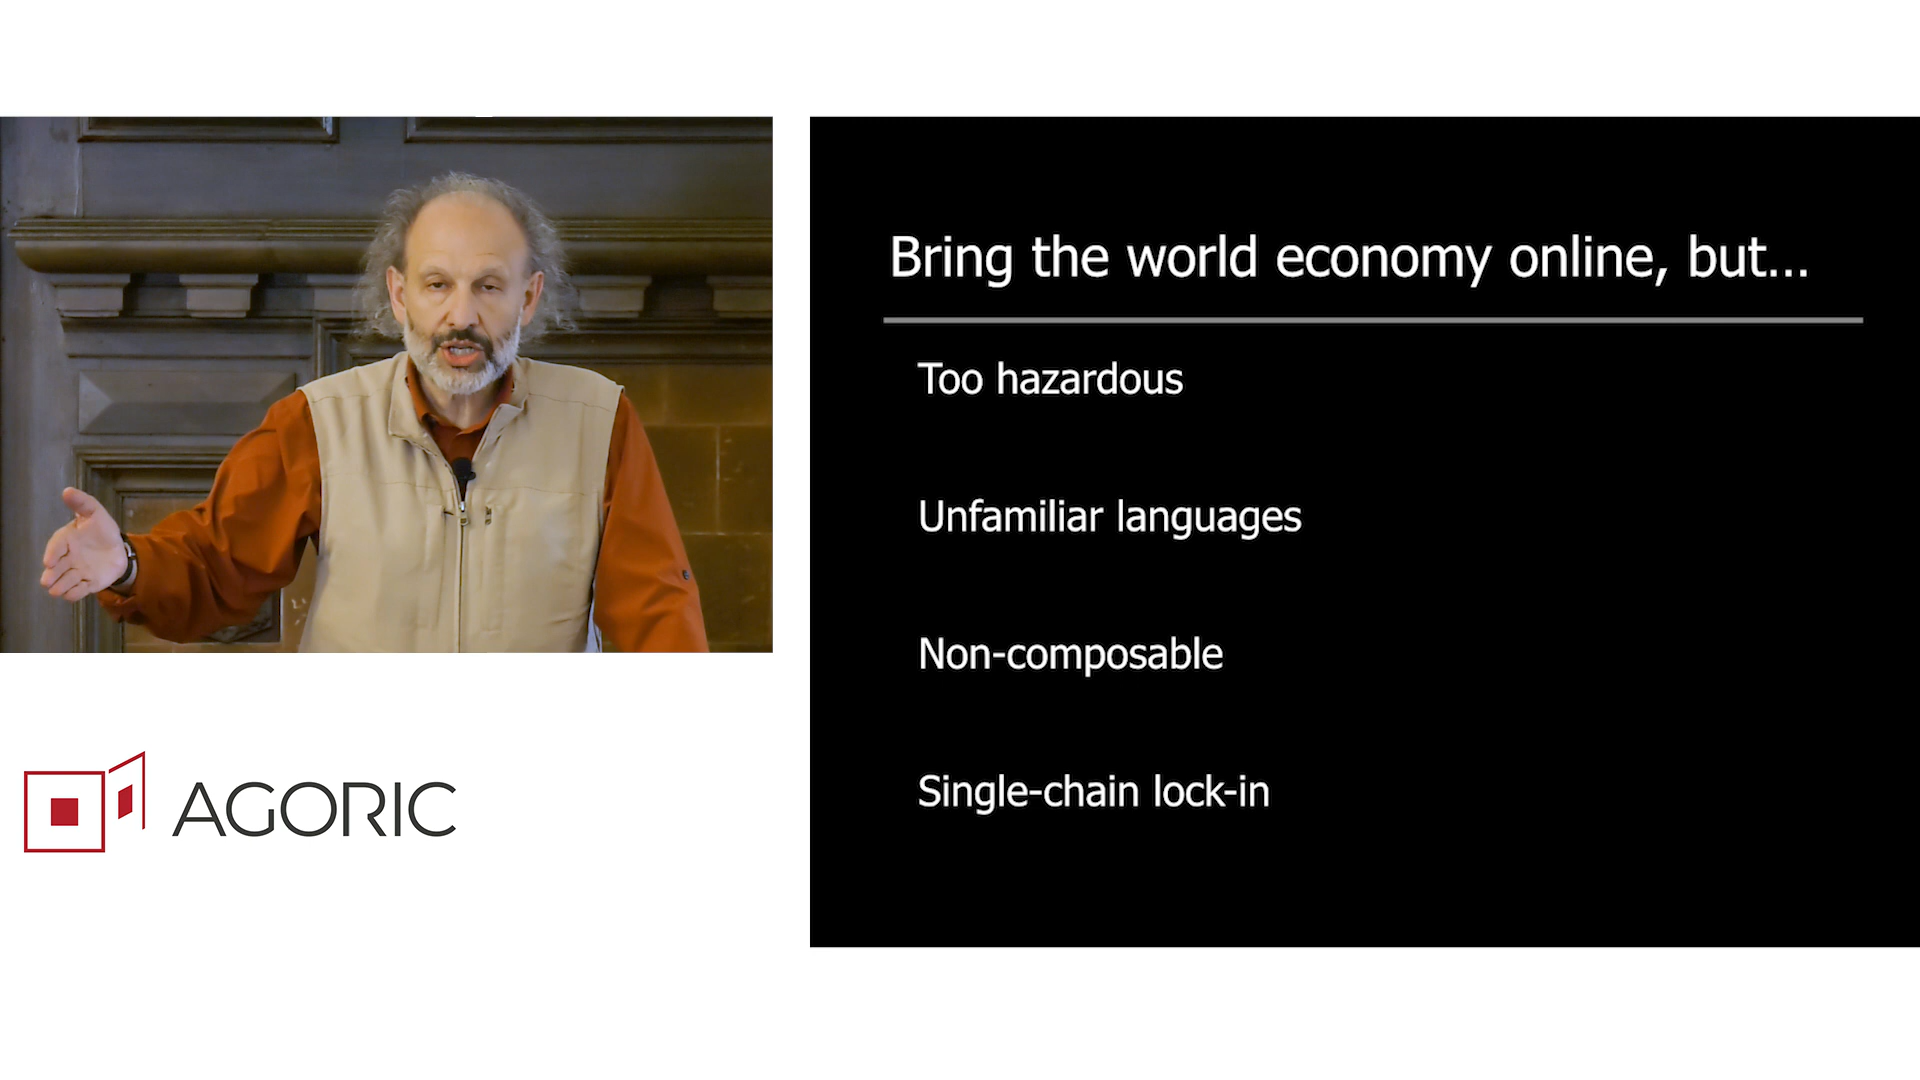 Bring the world economy online, but...
Too hazardous
Unfamiliar languages
Non-composable
Single-chain lock-in
AGORIC